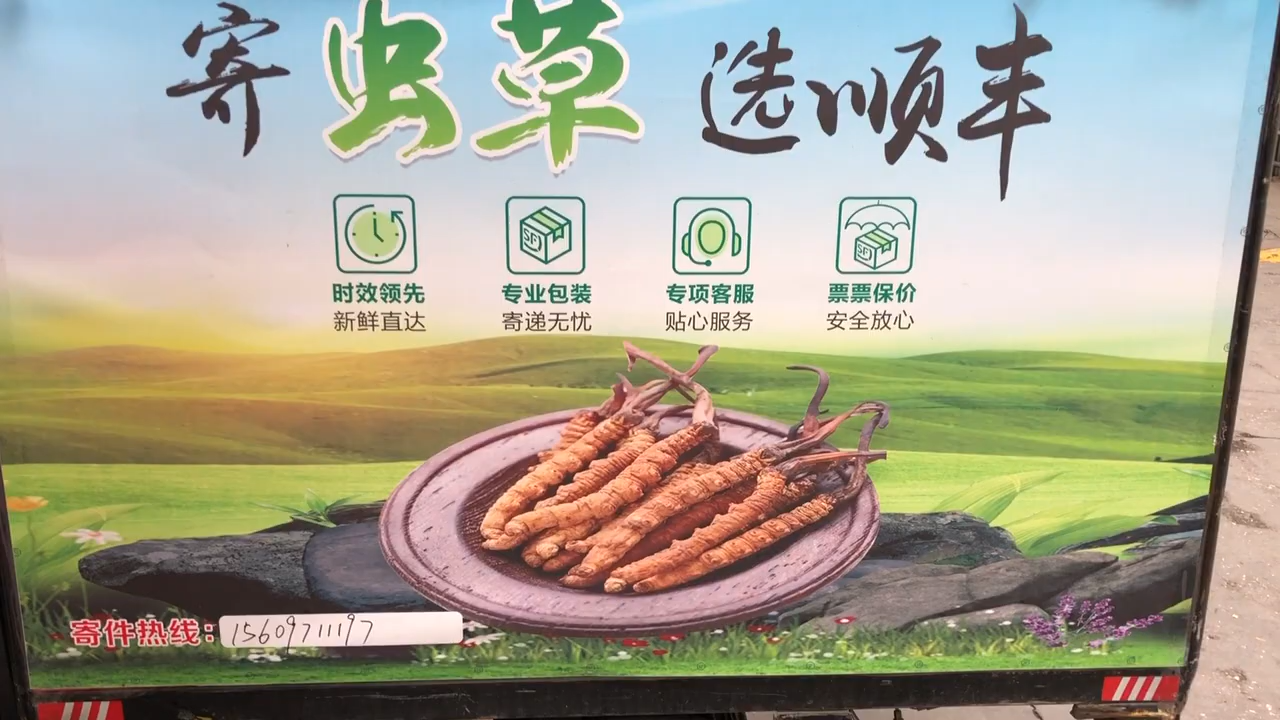 寄虫草选顺丰
SF SF
时效领先 专业包装 专项客服 票票保价
新鲜直达 寄递无忧 贴心服务 安全放心
寄件热线：15609711197